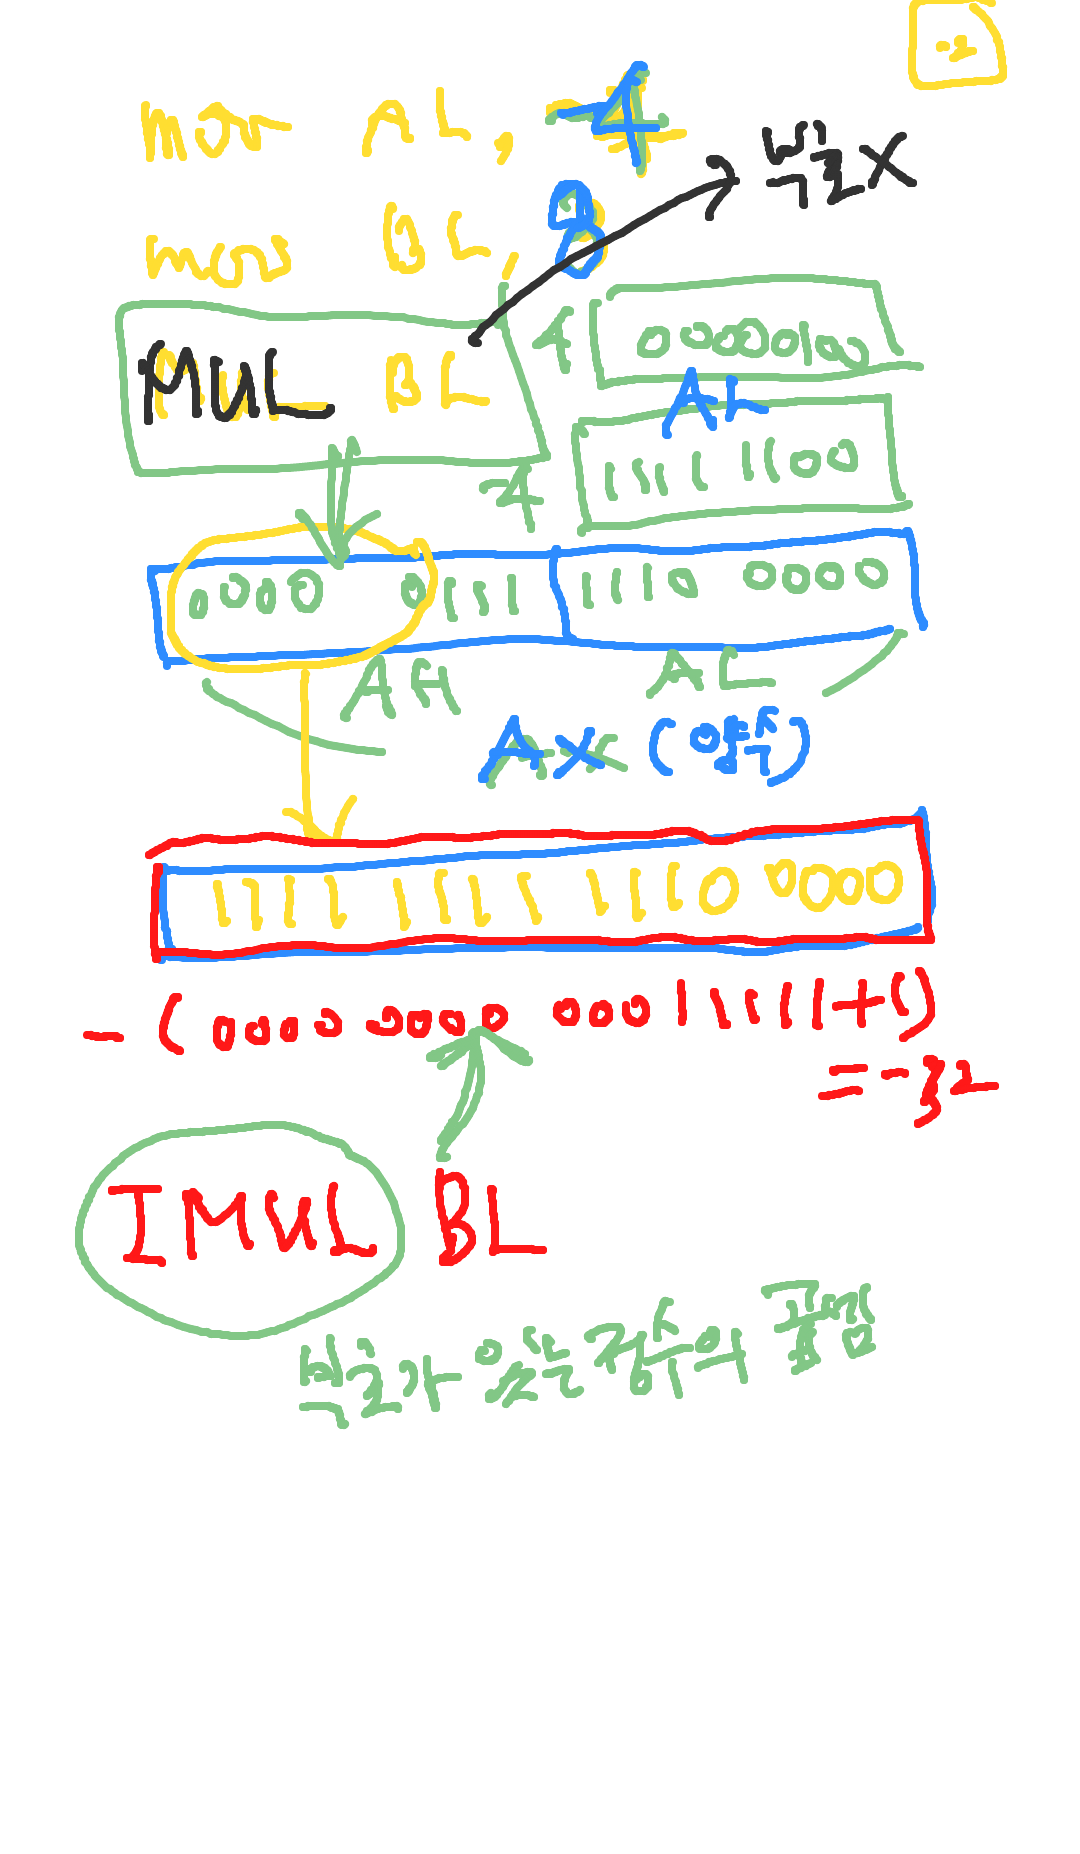 -2
mov AL, -4
mov BL, 8
부호X
MUL BL
4 00000100
AL
-4 1111 1100
0000 0111 1110 0000
AH AL
AX (양수)
1111 1111 1110 0000
- (0000 0000 0001 1111+1)
= -32
IMUL BL
부호가 있는 정수의 곱셈